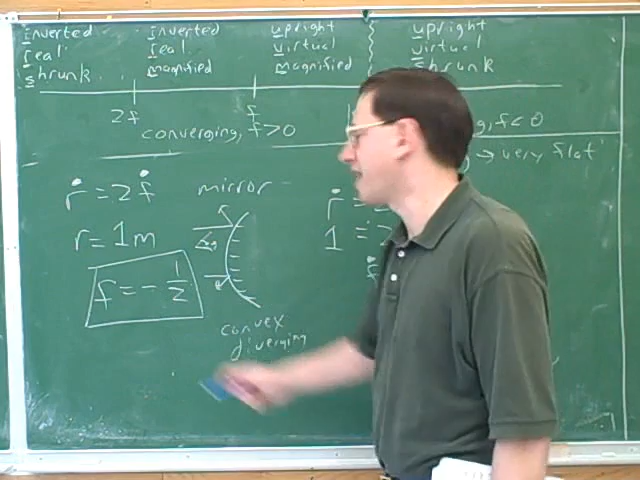 inverted
real
shrunk
inverted
real
magnified
upright
virtual
magnified
upright
virtual
shrunk
2f
f
converging, f>0
g, f<0
g → very flat
r = 2f
mirror
r = 1m
f = - 1/2
r =
1 =
f
convex
diverging